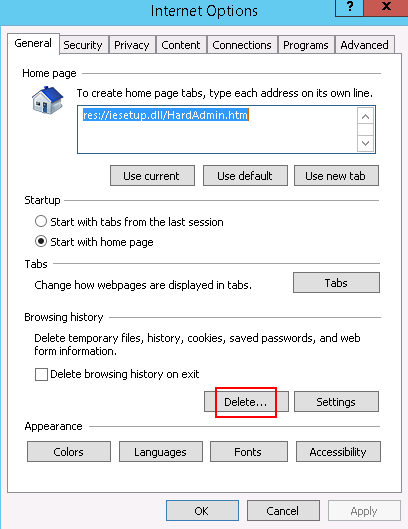 Internet Options
?
General Security Privacy Content Connections Programs Advanced
Home page
To create home page tabs, type each address on its own line.
res://iesetup.dll/HardAdmin.htm
Use current Use default Use new tab
Startup
Start with tabs from the last session
Start with home page
Tabs
Change how webpages are displayed in tabs. Tabs
Browsing history
Delete temporary files, history, cookies, saved passwords, and web
form information.
Delete browsing history on exit
Delete... Settings
Appearance
Colors Languages Fonts Accessibility
OK Cancel Apply